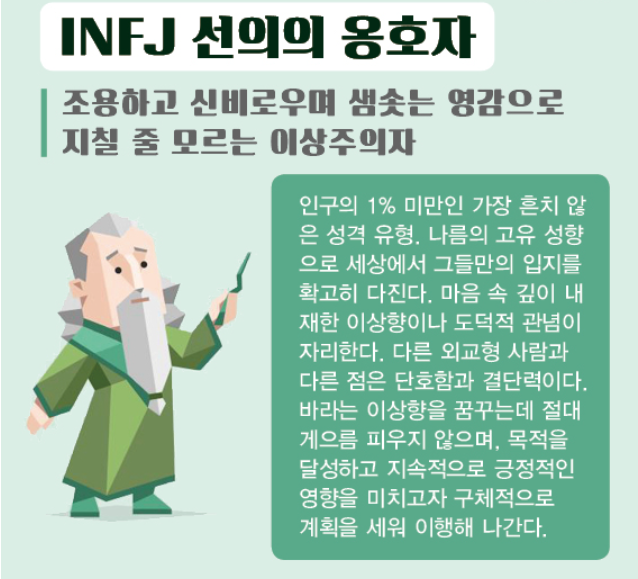 INFJ 선의의 옹호자
조용하고 신비로우며 샘솟는 영감으로
지칠 줄 모르는 이상주의자
인구의 1% 미만인 가장 흔치 않
은 성격 유형. 나름의 고유 성향
으로 세상에서 그들만의 입지를
확고히 다진다. 마음 속 깊이 내
재한 이상향이나 도덕적 관념이
자리한다. 다른 외교형 사람과
다른 점은 단호함과 결단력이다.
바라는 이상향을 꿈꾸는데 절대
게으름 피우지 않으며, 목적을
달성하고 지속적으로 긍정적인
영향을 미치고자 구체적으로
계획을 세워 이행해 나간다.